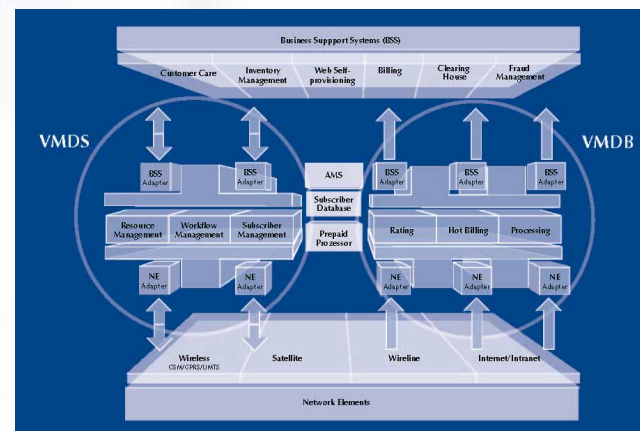 Business Suppport Systems (BSS)
Customer Care
Inventory
Management
Web Self-
provisioning
Billing
Clearing
House
Fraud
Management
VMDS
VMDB
BSS
Adapter
BSS
Adapter
AMS
BSS
Adapter
BSS
Adapter
BSS
Adapter
Subscriber
Database
Resource
Management
Workflow
Management
Subscriber
Management
Prepaid
Prozessor
Rating
Hot Billing
Processing
NE
Adapter
NE
Adapter
NE
Adapter
NE
Adapter
NE
Adapter
Wireless
GSM/GPRS/UMTS
Satellite
Wireline
Internet/Intranet
Network Elements